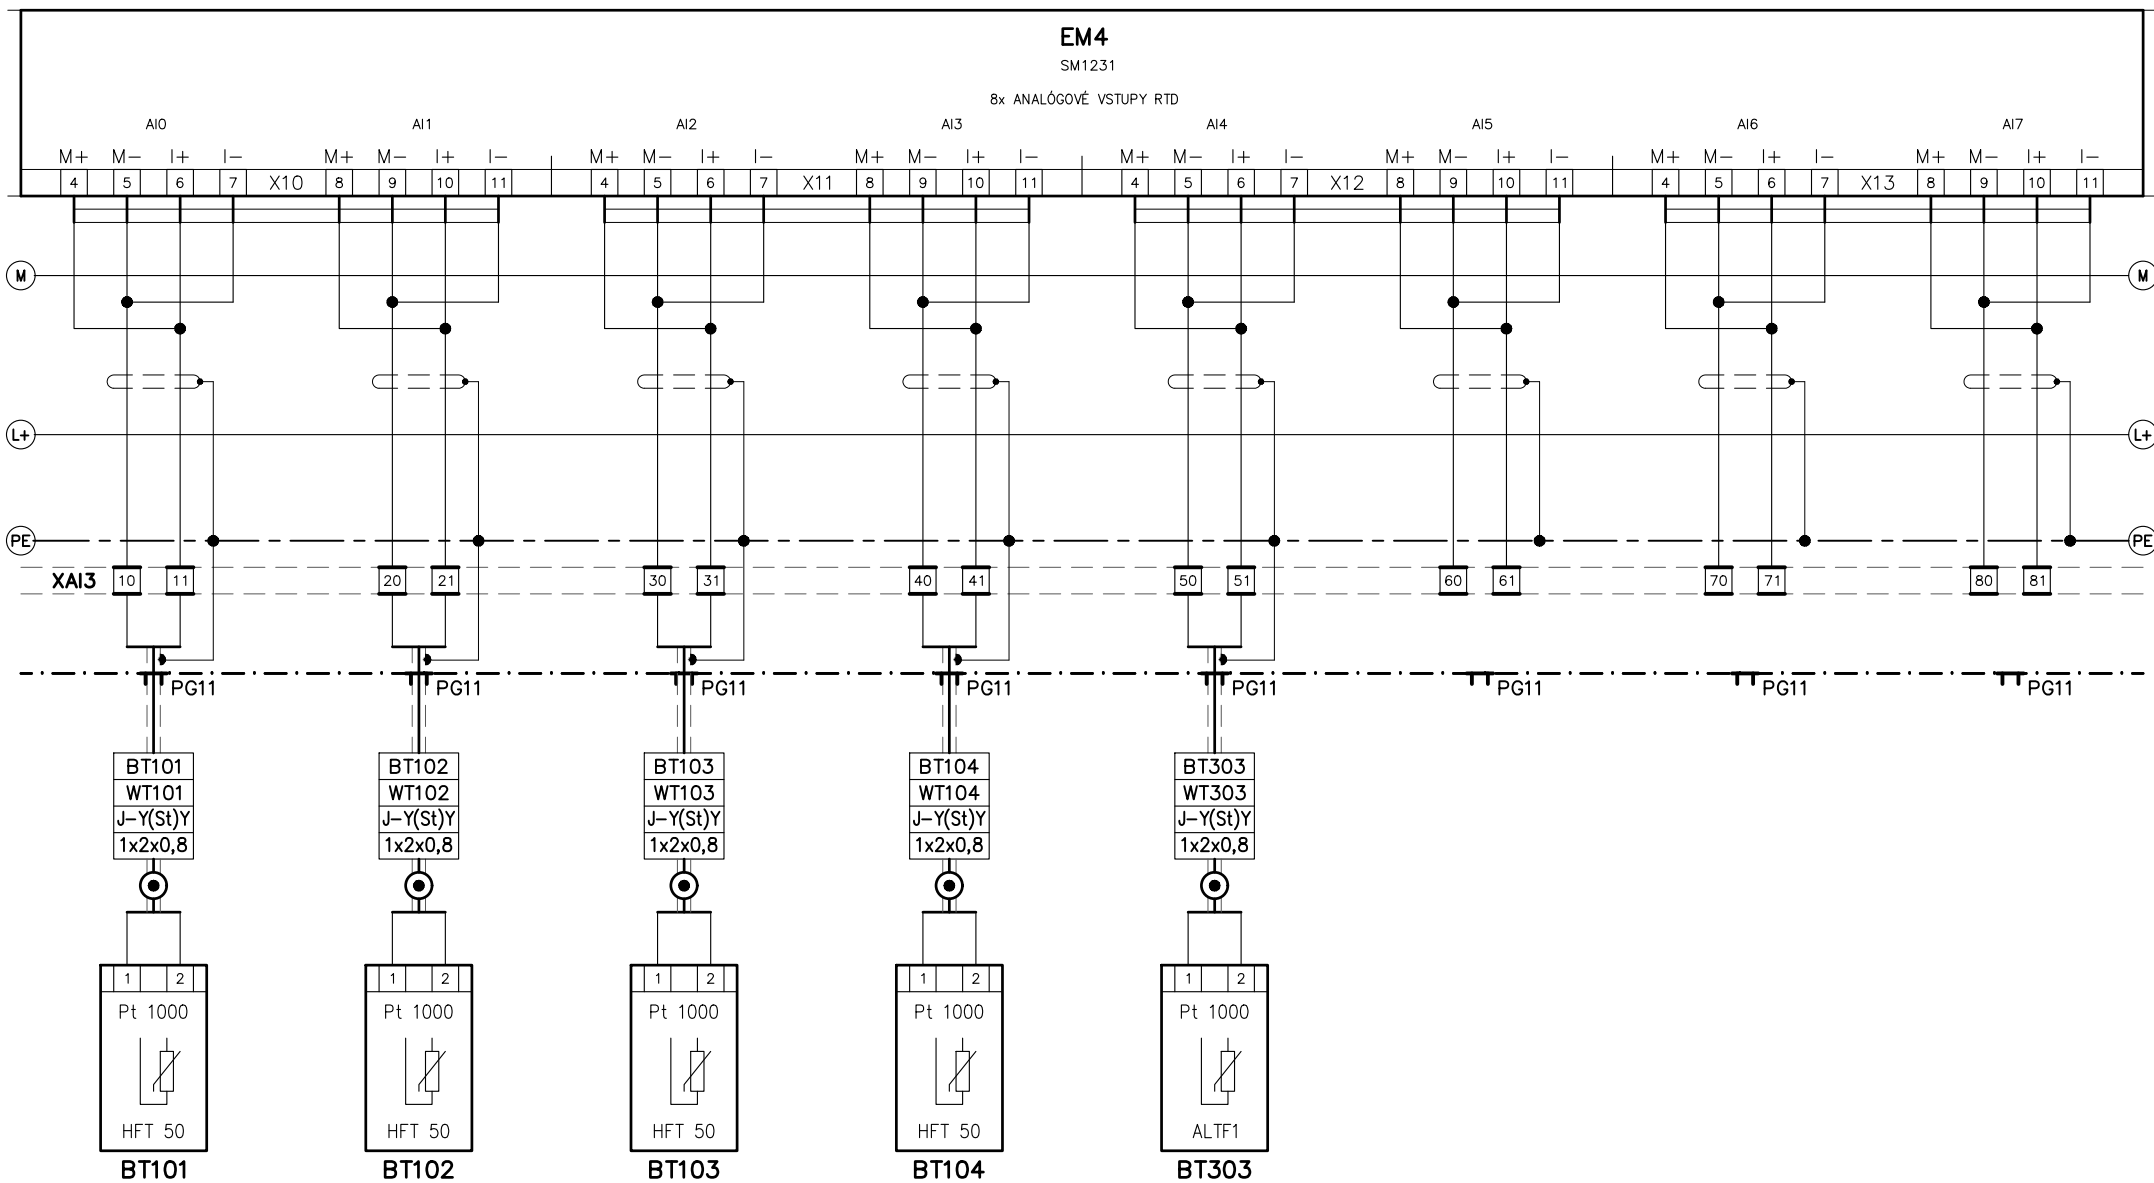 EM4
SM1231
8x ANALÓGOVÉ VSTUPY RTD
AI0 AI1 AI2 AI3 AI4 AI5 AI6 AI7
M+ M− I+ I− M+ M− I+ I− M+ M− I+ I− M+ M− I+ I− M+ M− I+ I− M+ M− I+ I− M+ M− I+ I− M+ M− I+ I−
4 5 6 7 X10 8 9 10 11 4 5 6 7 X11 8 9 10 11 4 5 6 7 X12 8 9 10 11 4 5 6 7 X13 8 9 10 11
M M
L+ L+
PE PE
XAI3 10 11 20 21 30 31 40 41 50 51 60 61 70 71 80 81
PG11 PG11 PG11 PG11 PG11 PG11 PG11 PG11
BT101 BT102 BT103 BT104 BT303
WT101 WT102 WT103 WT104 WT303
J−Y(St)Y J−Y(St)Y J−Y(St)Y J−Y(St)Y J−Y(St)Y
1x2x0,8 1x2x0,8 1x2x0,8 1x2x0,8 1x2x0,8
1 2 1 2 1 2 1 2 1 2
Pt 1000 Pt 1000 Pt 1000 Pt 1000 Pt 1000
HFT 50 HFT 50 HFT 50 HFT 50 ALTF1
BT101 BT102 BT103 BT104 BT303